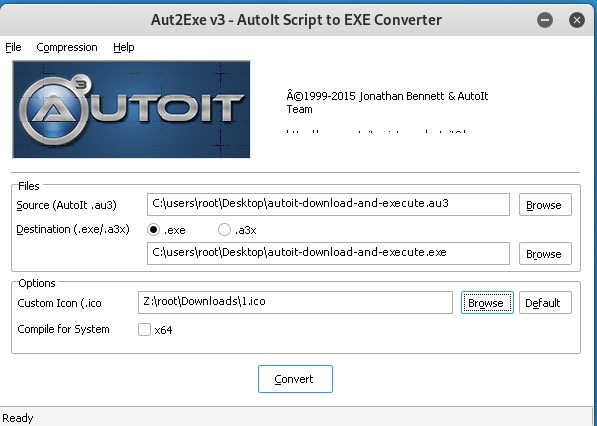 Aut2Exe v3 - AutoIt Script to EXE Converter
File Compression Help
AUTOIT
3
Â©1999-2015 Jonathan Bennett & AutoIt
Team
Files
Source (AutoIt .au3)
C:\users\root\Desktop\autoit-download-and-execute.au3
Browse
Destination (.exe/.a3x)
.exe
.a3x
C:\users\root\Desktop\autoit-download-and-execute.exe
Browse
Options
Custom Icon (.ico
Z:\root\Downloads\1.ico
Browse
Default
Compile for System
x64
Convert
Ready